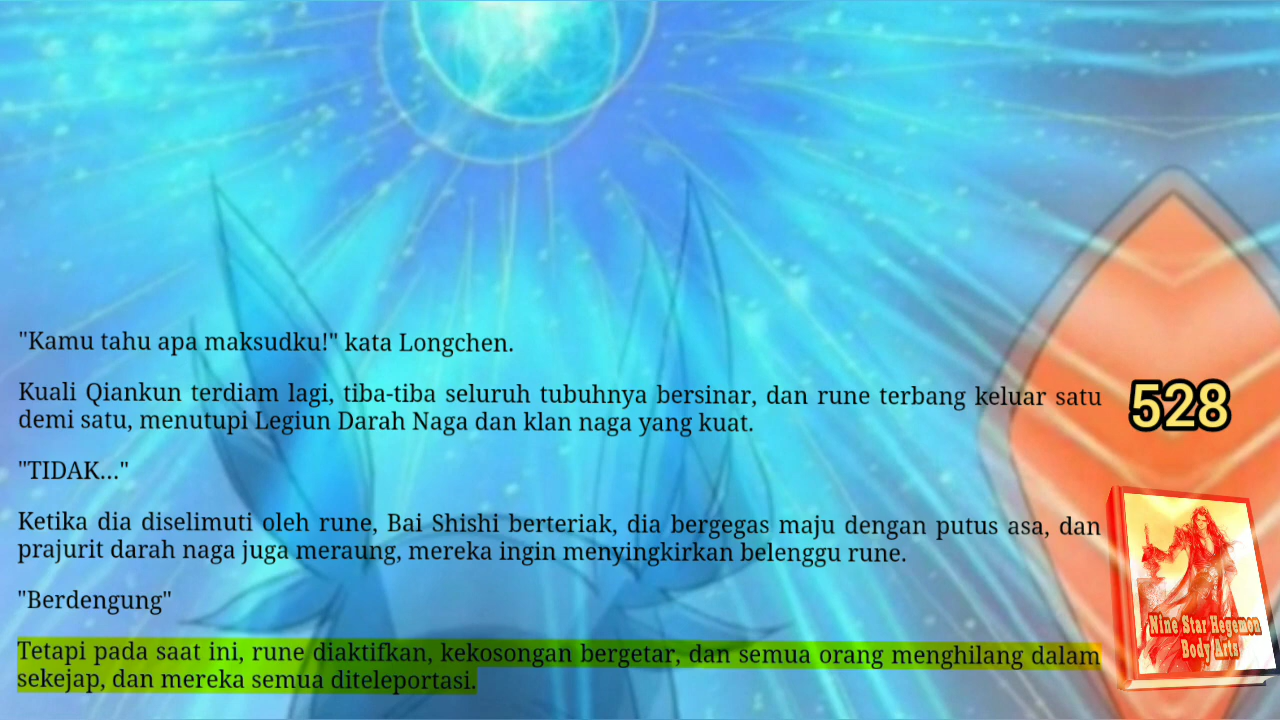 "Kamu tahu apa maksudku!" kata Longchen.
Kuali Qiankun terdiam lagi, tiba-tiba seluruh tubuhnya bersinar, dan rune terbang keluar satu
demi satu, menutupi Legiun Darah Naga dan klan naga yang kuat.
"TIDAK..."
Ketika dia diselimuti oleh rune, Bai Shishi berteriak, dia bergegas maju dengan putus asa, dan
prajurit darah naga juga meraung, mereka ingin menyingkirkan belenggu rune.
"Berdengung"
Tetapi pada saat ini, rune diaktifkan, kekosongan bergetar, dan semua orang menghilang dalam
sekejap, dan mereka semua diteleportasi.
528
Nine Star Hegemon
Body Arts